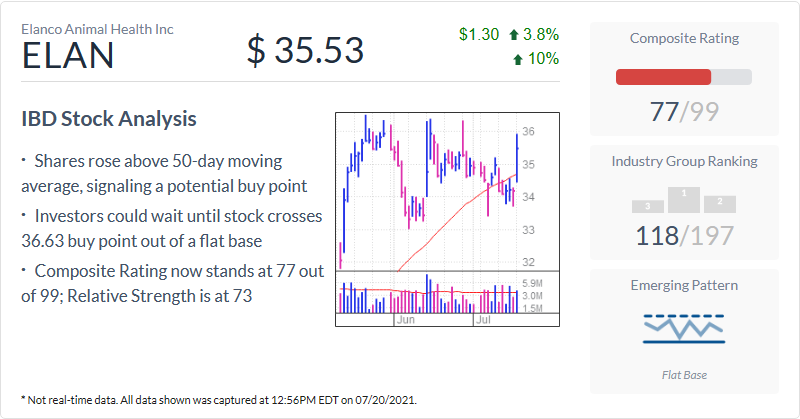 Elanco Animal Health Inc
ELAN
$ 35.53
$1.30 3.8%
10%
IBD Stock Analysis
· Shares rose above 50-day moving
average, signaling a potential buy point
· Investors could wait until stock crosses
36.63 buy point out of a flat base
· Composite Rating now stands at 77 out
of 99; Relative Strength is at 73
36
35
34
33
32
5.9M
3.0M
1.5M
Jun
Jul
Composite Rating
77/99
Industry Group Ranking
3
1
2
118/197
Emerging Pattern
Flat Base
* Not real-time data. All data shown was captured at 12:56PM EDT on 07/20/2021.